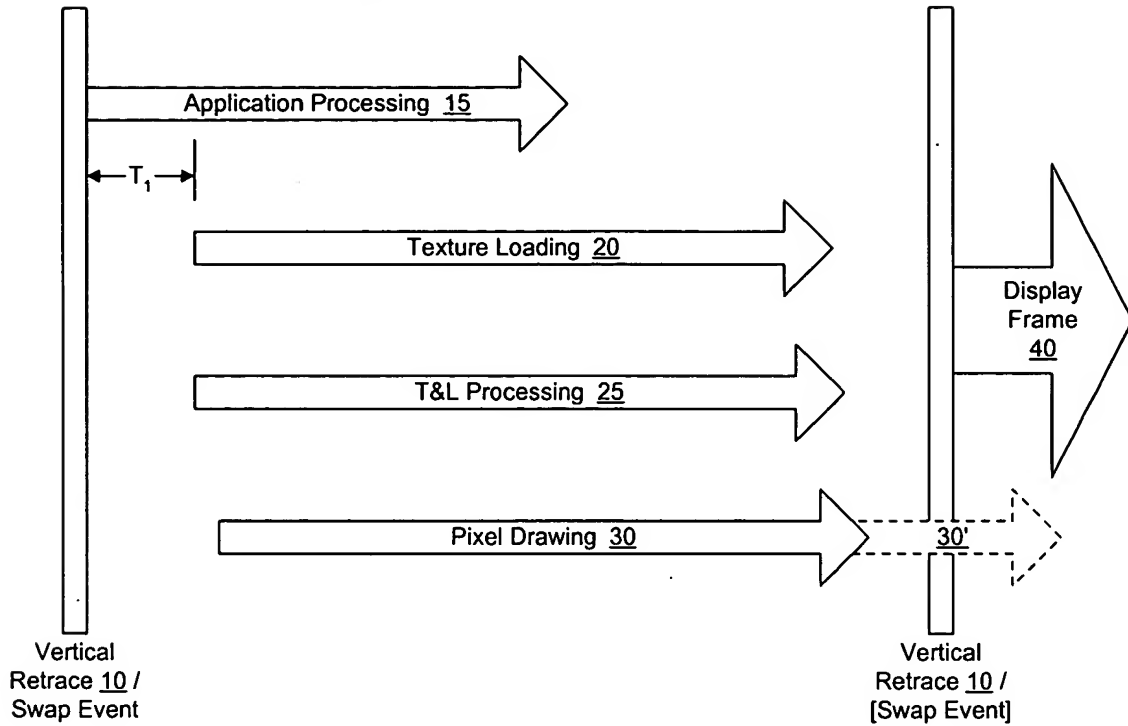 Application Processing 15
T1
Texture Loading 20
Display
Frame
40
T&L Processing 25
Pixel Drawing 30
30'
Vertical
Retrace 10 /
Swap Event
Vertical
Retrace 10 /
[Swap Event]